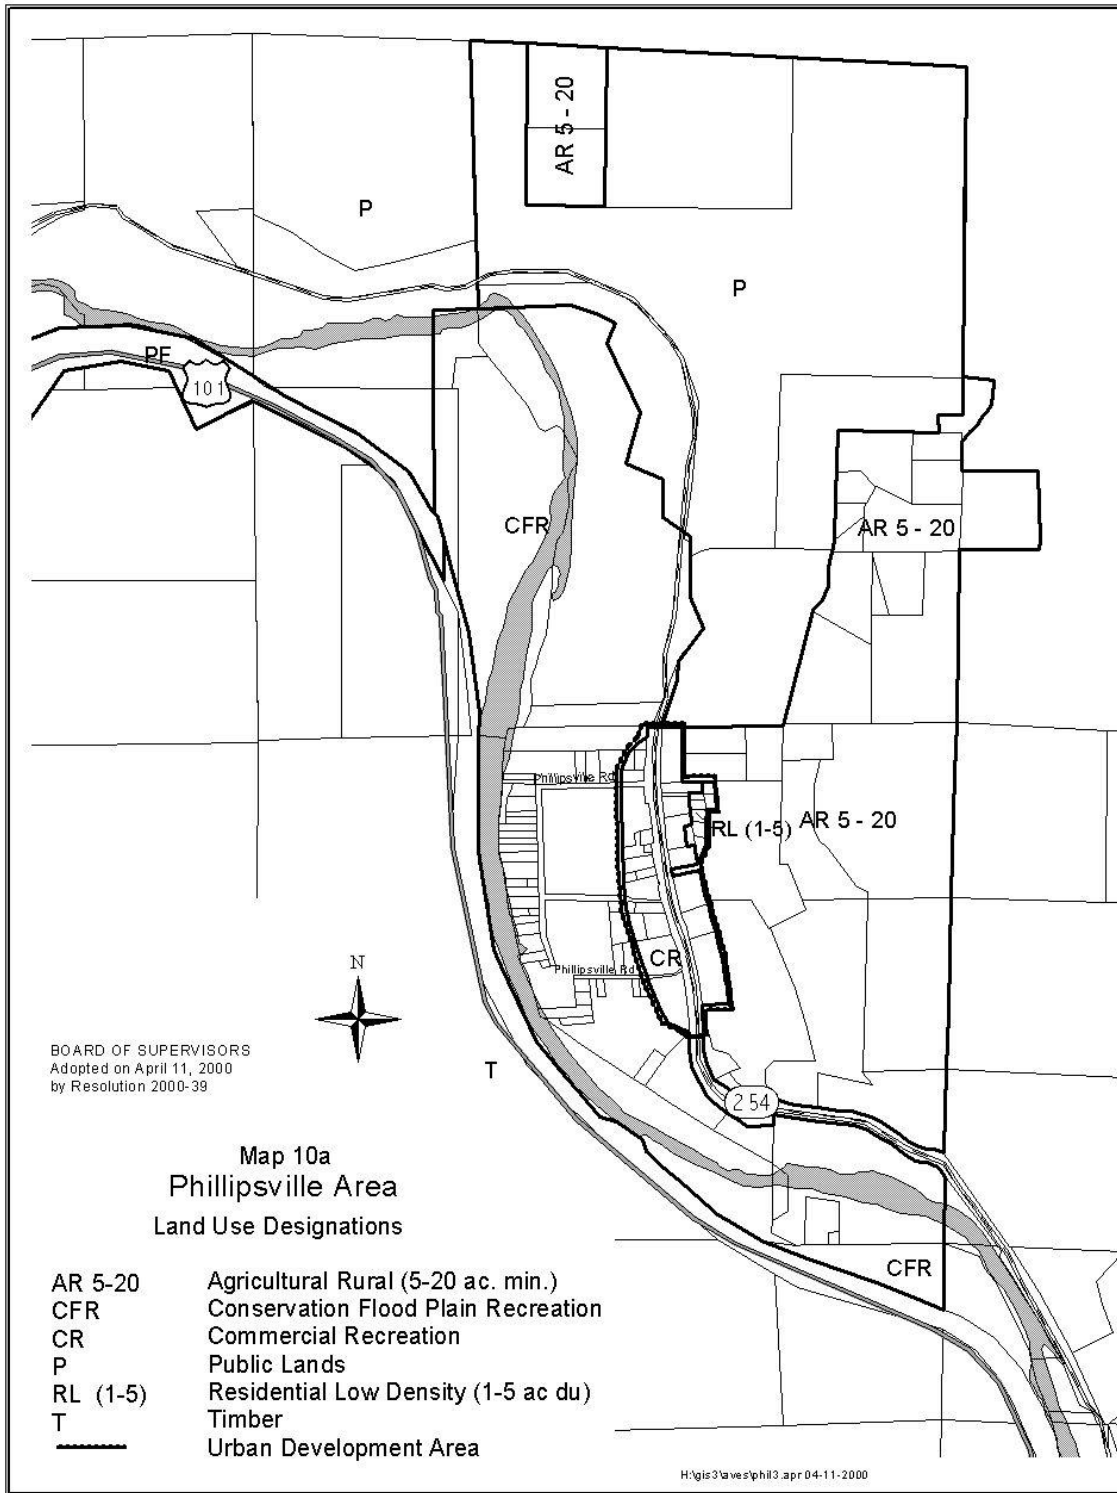 AR 5 - 20
P
P
PF
101
CFR
AR 5 - 20
Phillipsville Rd
RL (1-5)
AR 5 - 20
CR
Phillipsville Rd
N
T
254
CFR
BOARD OF SUPERVISORS
Adopted on April 11, 2000
by Resolution 2000-39
Map 10a
Phillipsville Area
Land Use Designations
AR 5-20 Agricultural Rural (5-20 ac. min.)
CFR Conservation Flood Plain Recreation
CR Commercial Recreation
P Public Lands
RL (1-5) Residential Low Density (1-5 ac du)
T Timber
Urban Development Area
H:\gis3\aves\phil3.apr 04-11-2000